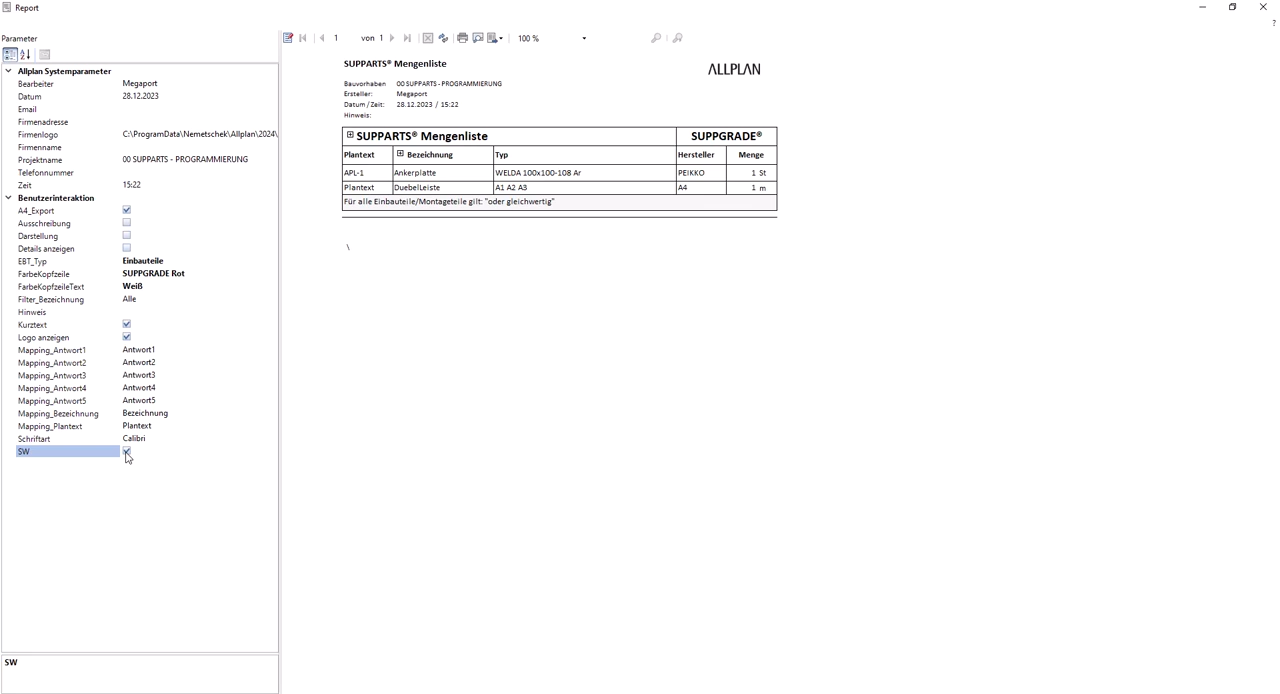 Report
?
Parameter
Allplan Systemparameter
Bearbeiter Megaport
Datum 28.12.2023
Email
Firmenadresse
Firmenlogo C:\ProgramData\Nemetschek\Allplan\2024\
Firmenname
Projektname 00 SUPPARTS - PROGRAMMIERUNG
Telefonnummer
Zeit 15:22
Benutzerinteraktion
A4_Export
Ausschreibung
Darstellung
Details anzeigen
EBT_Typ Einbauteile
FarbeKopfzeile SUPPGRADE Rot
FarbeKopfzeileText Weiß
Filter_Bezeichnung Alle
Hinweis
Kurztext
Logo anzeigen
Mapping_Antwort1 Antwort1
Mapping_Antwort2 Antwort2
Mapping_Antwort3 Antwort3
Mapping_Antwort4 Antwort4
Mapping_Antwort5 Antwort5
Mapping_Bezeichnung Bezeichnung
Mapping_Plantext Plantext
Schriftart Calibri
SW
SW
1 von 1 100 %
SUPPARTS® Mengenliste
ALLPLAN
Bauvorhaben 00 SUPPARTS - PROGRAMMIERUNG
Ersteller: Megaport
Datum / Zeit: 28.12.2023 / 15:22
Hinweis:
SUPPARTS® Mengenliste SUPPGRADE®
Plantext Bezeichnung Typ Hersteller Menge
APL-1 Ankerplatte WELDA 100x100-108 Ar PEIKKO 1 St
Plantext DuebelLeiste A1 A2 A3 A4 1 m
Für alle Einbauteile/Montageteile gilt: "oder gleichwertig"
\